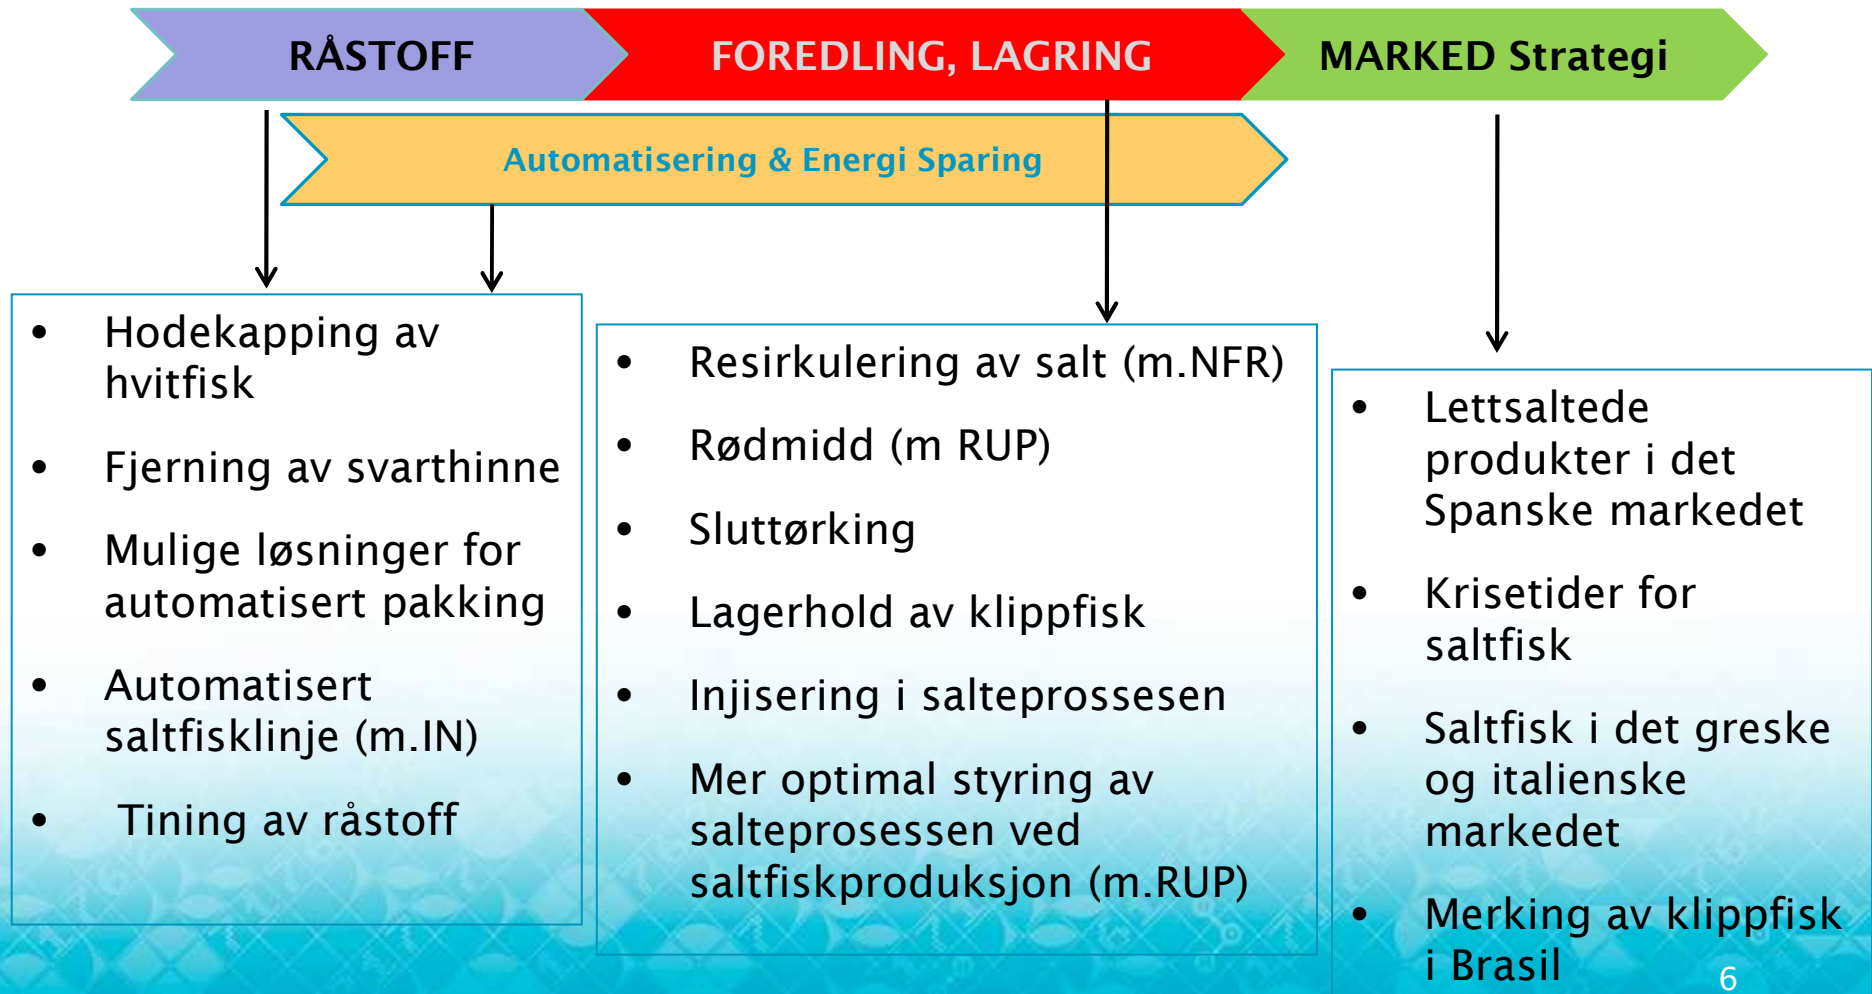 RÅSTOFF
FOREDLING, LAGRING
MARKED Strategi
Automatisering & Energi Sparing
• Hodekapping av
hvitfisk
• Fjerning av svarthinne
• Mulige løsninger for
automatisert pakking
• Automatisert
saltfisklinje (m.IN)
• Tining av råstoff
• Resirkulering av salt (m.NFR)
• Rødmidd (m RUP)
• Sluttørking
• Lagerhold av klippfisk
• Injisering i salteprossesen
• Mer optimal styring av
salteprosessen ved
saltfiskproduksjon (m.RUP)
• Lettsaltede
produkter i det
Spanske markedet
• Krisetider for
saltfisk
• Saltfisk i det greske
og italienske
markedet
• Merking av klippfisk
i Brasil
6